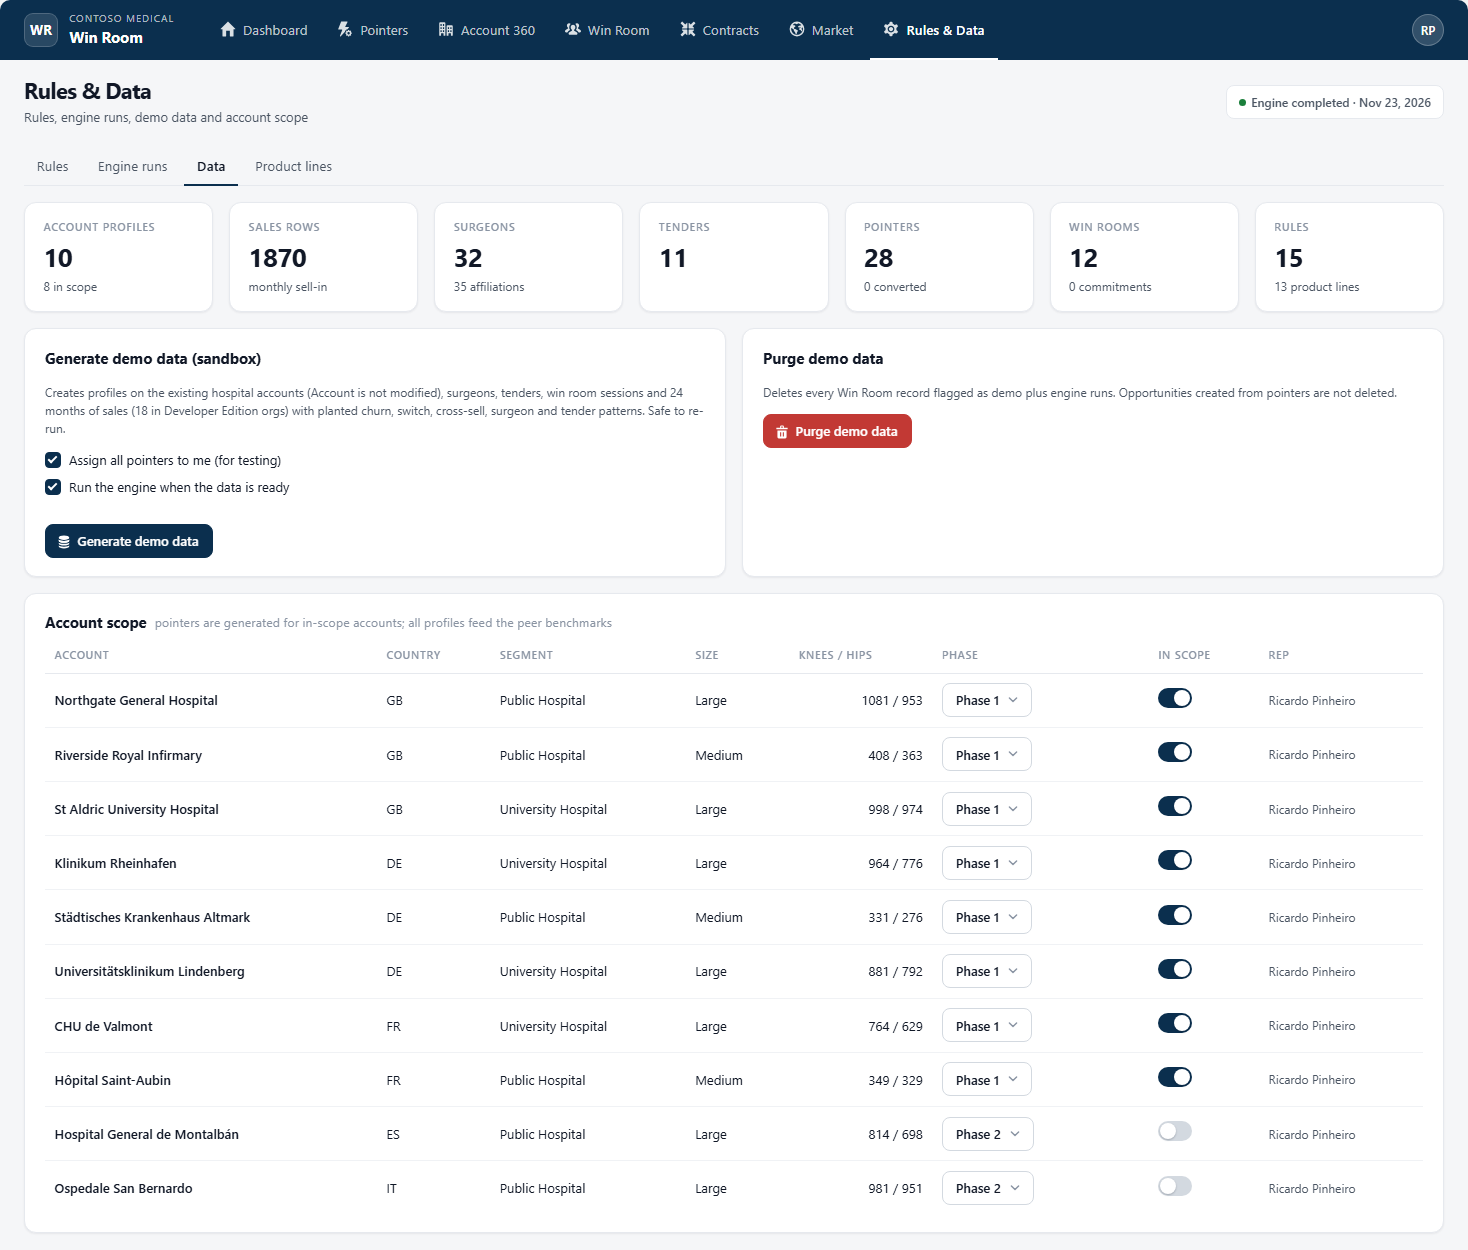 WR
CONTOSO MEDICAL
Win Room
Dashboard
Pointers
Account 360
Win Room
Contracts
Market
Rules & Data
RP
Rules & Data
Rules, engine runs, demo data and account scope
Engine completed · Nov 23, 2026
Rules
Engine runs
Data
Product lines
ACCOUNT PROFILES
10
8 in scope
SALES ROWS
1870
monthly sell-in
SURGEONS
32
35 affiliations
TENDERS
11
POINTERS
28
0 converted
WIN ROOMS
12
0 commitments
RULES
15
13 product lines
Generate demo data (sandbox)
Creates profiles on the existing hospital accounts (Account is not modified), surgeons, tenders, win room sessions and 24
months of sales (18 in Developer Edition orgs) with planted churn, switch, cross-sell, surgeon and tender patterns. Safe to re-
run.
Assign all pointers to me (for testing)
Run the engine when the data is ready
Generate demo data
Purge demo data
Deletes every Win Room record flagged as demo plus engine runs. Opportunities created from pointers are not deleted.
Purge demo data
Account scope pointers are generated for in-scope accounts; all profiles feed the peer benchmarks
ACCOUNT COUNTRY SEGMENT SIZE KNEES / HIPS PHASE IN SCOPE REP
Northgate General Hospital GB Public Hospital Large 1081 / 953 Phase 1 Ricardo Pinheiro
Riverside Royal Infirmary GB Public Hospital Medium 408 / 363 Phase 1 Ricardo Pinheiro
St Aldric University Hospital GB University Hospital Large 998 / 974 Phase 1 Ricardo Pinheiro
Klinikum Rheinhafen DE University Hospital Large 964 / 776 Phase 1 Ricardo Pinheiro
Städtisches Krankenhaus Altmark DE Public Hospital Medium 331 / 276 Phase 1 Ricardo Pinheiro
Universitätsklinikum Lindenberg DE University Hospital Large 881 / 792 Phase 1 Ricardo Pinheiro
CHU de Valmont FR University Hospital Large 764 / 629 Phase 1 Ricardo Pinheiro
Hôpital Saint-Aubin FR Public Hospital Medium 349 / 329 Phase 1 Ricardo Pinheiro
Hospital General de Montalbán ES Public Hospital Large 814 / 698 Phase 2 Ricardo Pinheiro
Ospedale San Bernardo IT Public Hospital Large 981 / 951 Phase 2 Ricardo Pinheiro